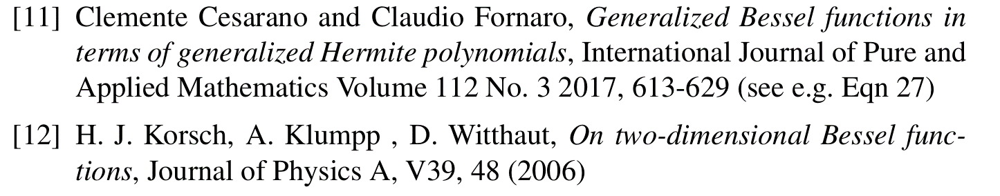 [11] Clemente Cesarano and Claudio Fornaro, Generalized Bessel functions in
terms of generalized Hermite polynomials, International Journal of Pure and
Applied Mathematics Volume 112 No. 3 2017, 613-629 (see e.g. Eqn 27)
[12] H. J. Korsch, A. Klumpp , D. Witthaut, On two-dimensional Bessel func-
tions, Journal of Physics A, V39, 48 (2006)